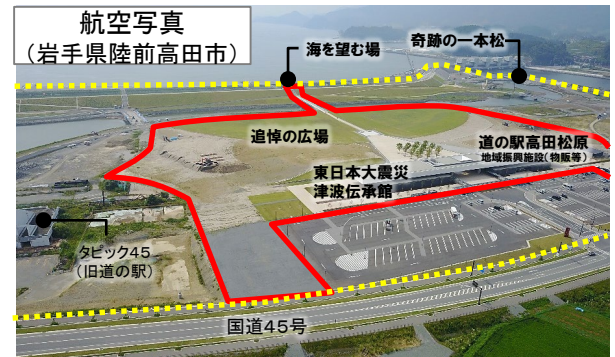 航空写真
(岩手県陸前高田市)
海を望む場
奇跡の一本松
追悼の広場
道の駅高田松原
地域振興施設(物販等)
東日本大震災
津波伝承館
タピック45
(旧道の駅)
国道45号